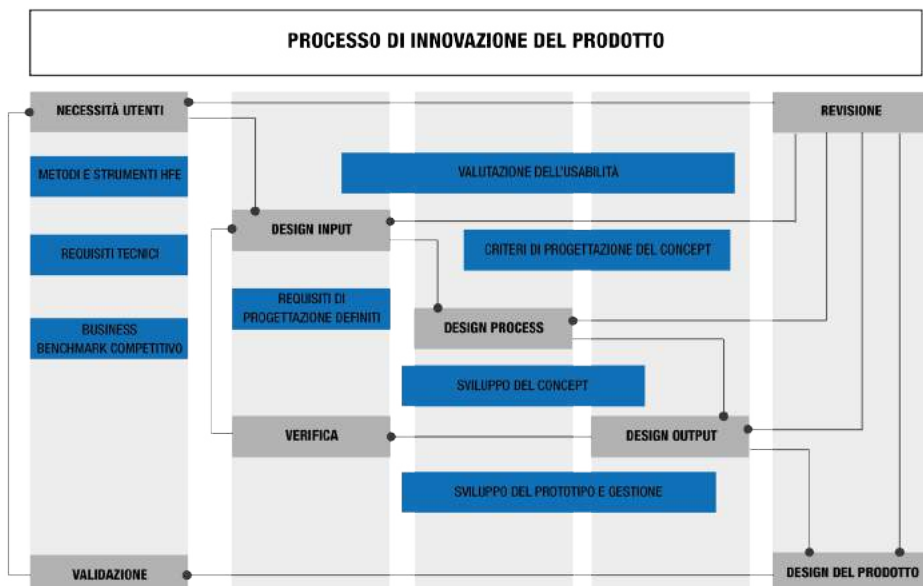 PROCESSO DI INNOVAZIONE DEL PRODOTTO
NECESSITÀ UTENTI
REVISIONE
METODI E STRUMENTI HFE
VALUTAZIONE DELL'USABILITÀ
DESIGN INPUT
REQUISITI TECNICI
CRITERI DI PROGETTAZIONE DEL CONCEPT
REQUISITI DI
PROGETTAZIONE DEFINITI
DESIGN PROCESS
BUSINESS
BENCHMARK COMPETITIVO
SVILUPPO DEL CONCEPT
VERIFICA
DESIGN OUTPUT
SVILUPPO DEL PROTOTIPO E GESTIONE
VALIDAZIONE
DESIGN DEL PRODOTTO